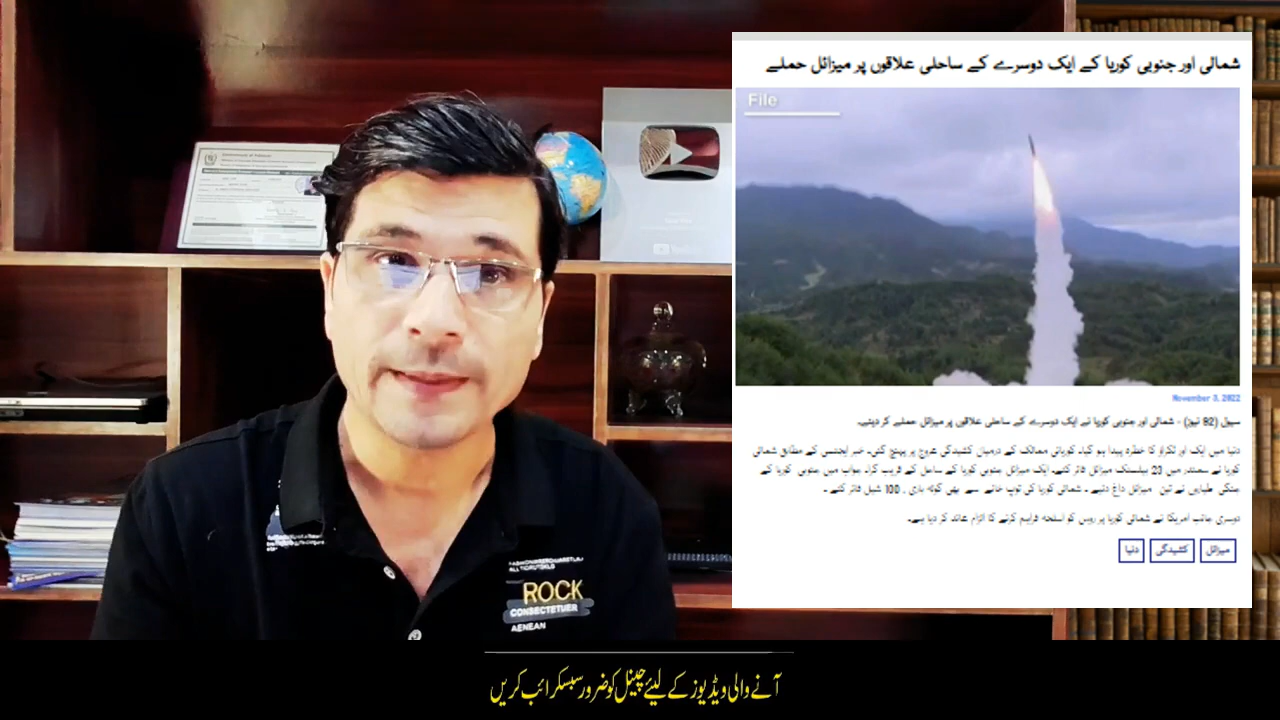 شمالی اور جنوبی کوریا کے ایک دوسرے کے ساحلی علاقوں پر میزائل حملے
File
November 3, 2022
سیول (92 نیوز) - شمالی اور جنوبی کوریا نے ایک دوسرے کے ساحلی علاقوں پر میزائل حملے کر دیئے۔
دنیا میں ایک اور ٹکراؤ کا خطرہ پیدا ہو گیا۔ کوریائی ممالک کے درمیان کشیدگی عروج پر پہنچ گئی۔ خبر ایجنسی کے مطابق شمالی
کوریا نے سمندر میں 23 بیلسٹک میزائل فائر کئے۔ ایک میزائل جنوبی کوریا کے ساحل کے قریب گرا۔ جواب میں جنوبی کوریا کے
جنگی طیاروں نے تین میزائل داغ دئیے ۔ شمالی کوریا کی توپ خانے سے بھی گولہ باری ، 100 شیل فائر کئے ۔
دوسری جانب امریکا نے شمالی کوریا پر روس کو اسلحہ فراہم کرنے کا الزام عائد کر دیا ہے۔
میزائل
کشیدگی
دنیا
ROCK
CONSECTETUER
AENEAN
آنے والی ویڈیوز کے لیئے چینل کو ضرور سبسکرائب کریں